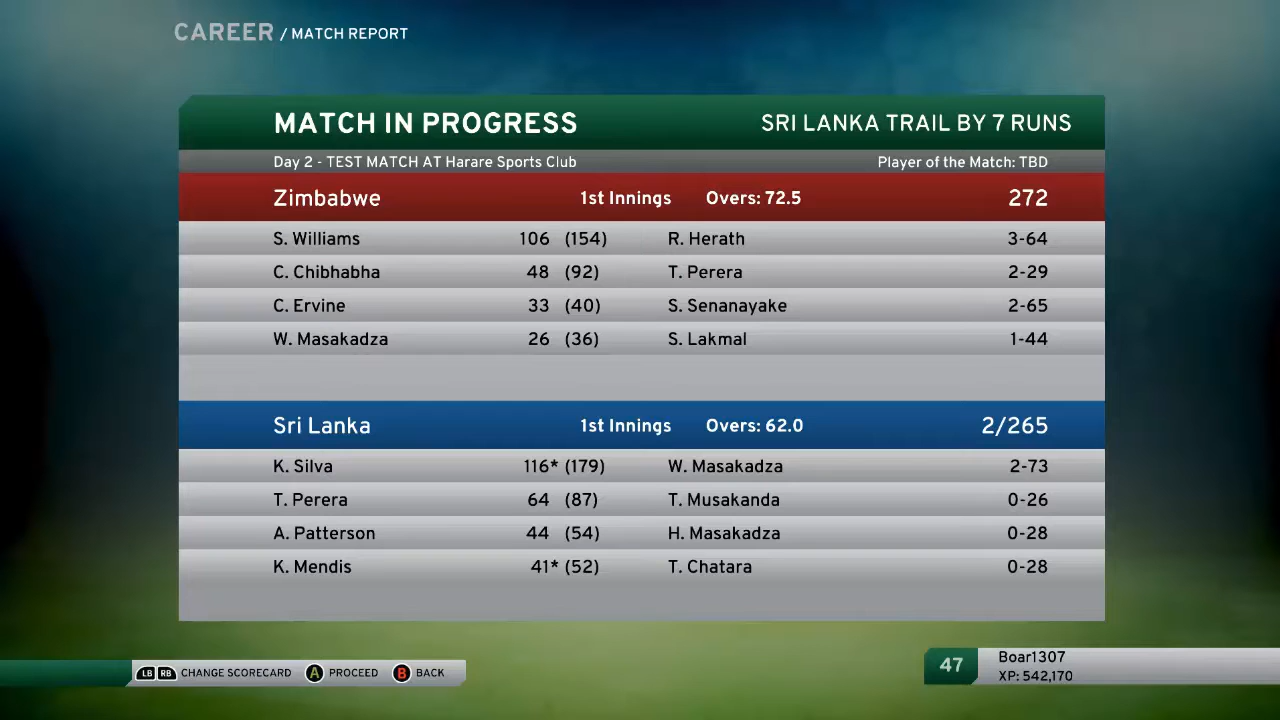 CAREER / MATCH REPORT
MATCH IN PROGRESS SRI LANKA TRAIL BY 7 RUNS
Day 2 - TEST MATCH AT Harare Sports Club Player of the Match: TBD
Zimbabwe 1st Innings Overs: 72.5 272
S. Williams 106 (154) R. Herath 3-64
C. Chibhabha 48 (92) T. Perera 2-29
C. Ervine 33 (40) S. Senanayake 2-65
W. Masakadza 26 (36) S. Lakmal 1-44
Sri Lanka 1st Innings Overs: 62.0 2/265
K. Silva 116* (179) W. Masakadza 2-73
T. Perera 64 (87) T. Musakanda 0-26
A. Patterson 44 (54) H. Masakadza 0-28
K. Mendis 41* (52) T. Chatara 0-28
LB RB CHANGE SCORECARD A PROCEED B BACK
47 Boar1307
XP: 542,170